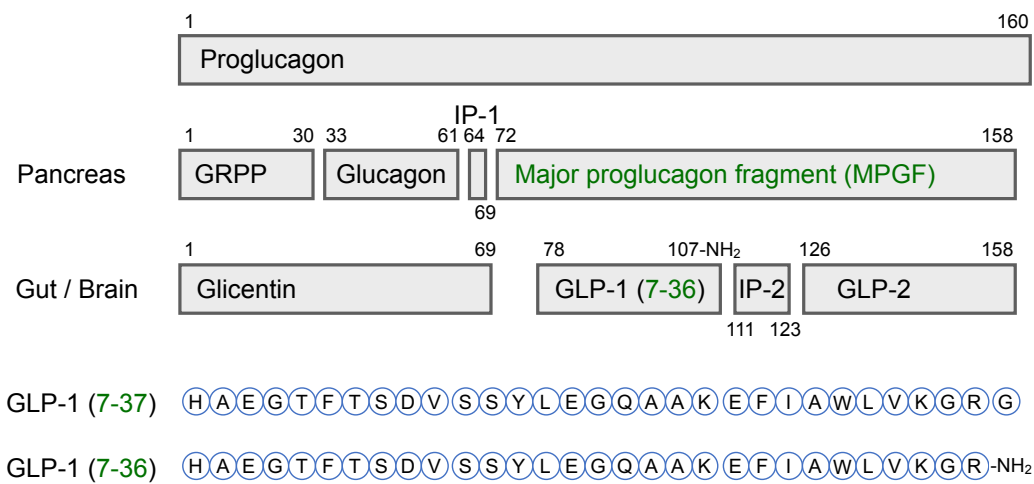 1 160
Proglucagon
IP-1
1 30 33 61 64 72 158
Pancreas GRPP Glucagon Major proglucagon fragment (MPGF)
69
1 69 78 107-NH₂ 126 158
Gut / Brain Glicentin GLP-1 (7-36) IP-2 GLP-2
111 123
GLP-1 (7-37) H A E G T F T S D V S S Y L E G Q A A K E F I A W L V K G R G
GLP-1 (7-36) H A E G T F T S D V S S Y L E G Q A A K E F I A W L V K G R -NH₂